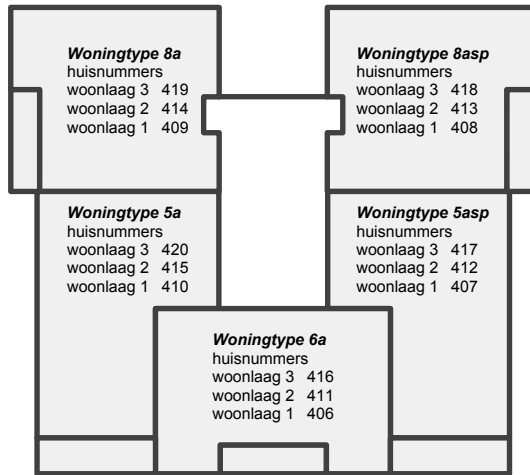 Woningtype 8a
huisnummers
woonlaag 3 419
woonlaag 2 414
woonlaag 1 409
Woningtype 8asp
huisnummers
woonlaag 3 418
woonlaag 2 413
woonlaag 1 408
Woningtype 5a
huisnummers
woonlaag 3 420
woonlaag 2 415
woonlaag 1 410
Woningtype 5asp
huisnummers
woonlaag 3 417
woonlaag 2 412
woonlaag 1 407
Woningtype 6a
huisnummers
woonlaag 3 416
woonlaag 2 411
woonlaag 1 406